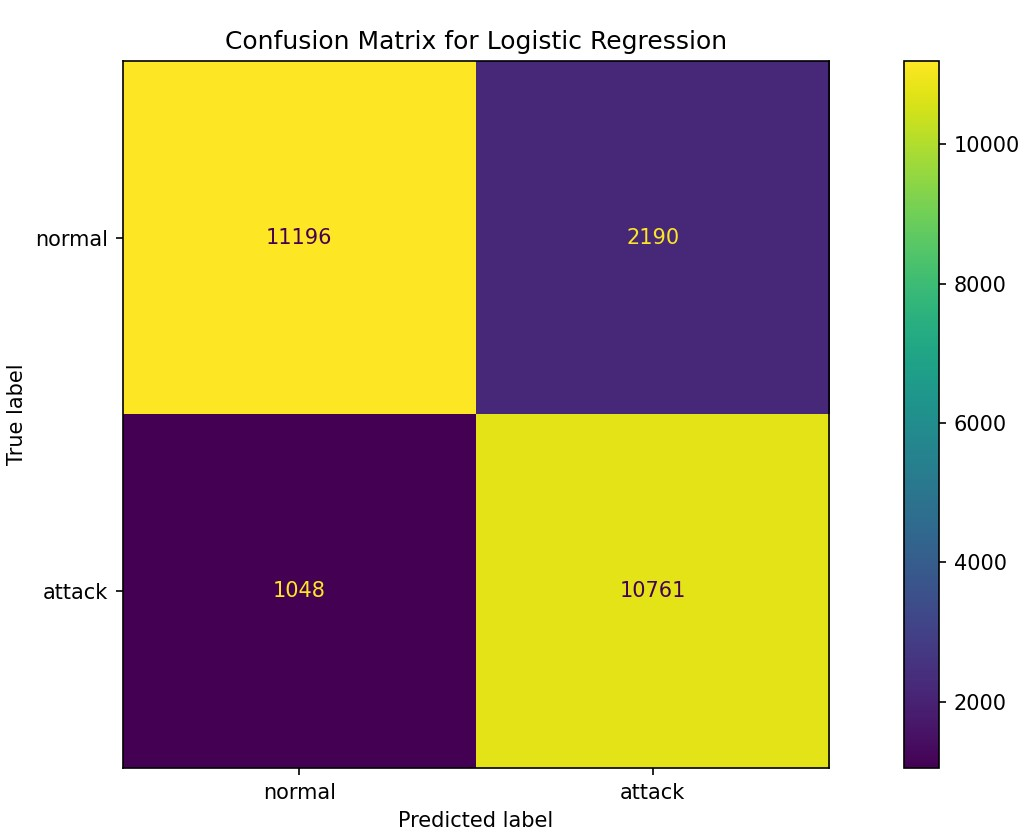 Confusion Matrix for Logistic Regression
normal
11196
2190
True label
attack
1048
10761
normal
attack
Predicted label
10000
8000
6000
4000
2000